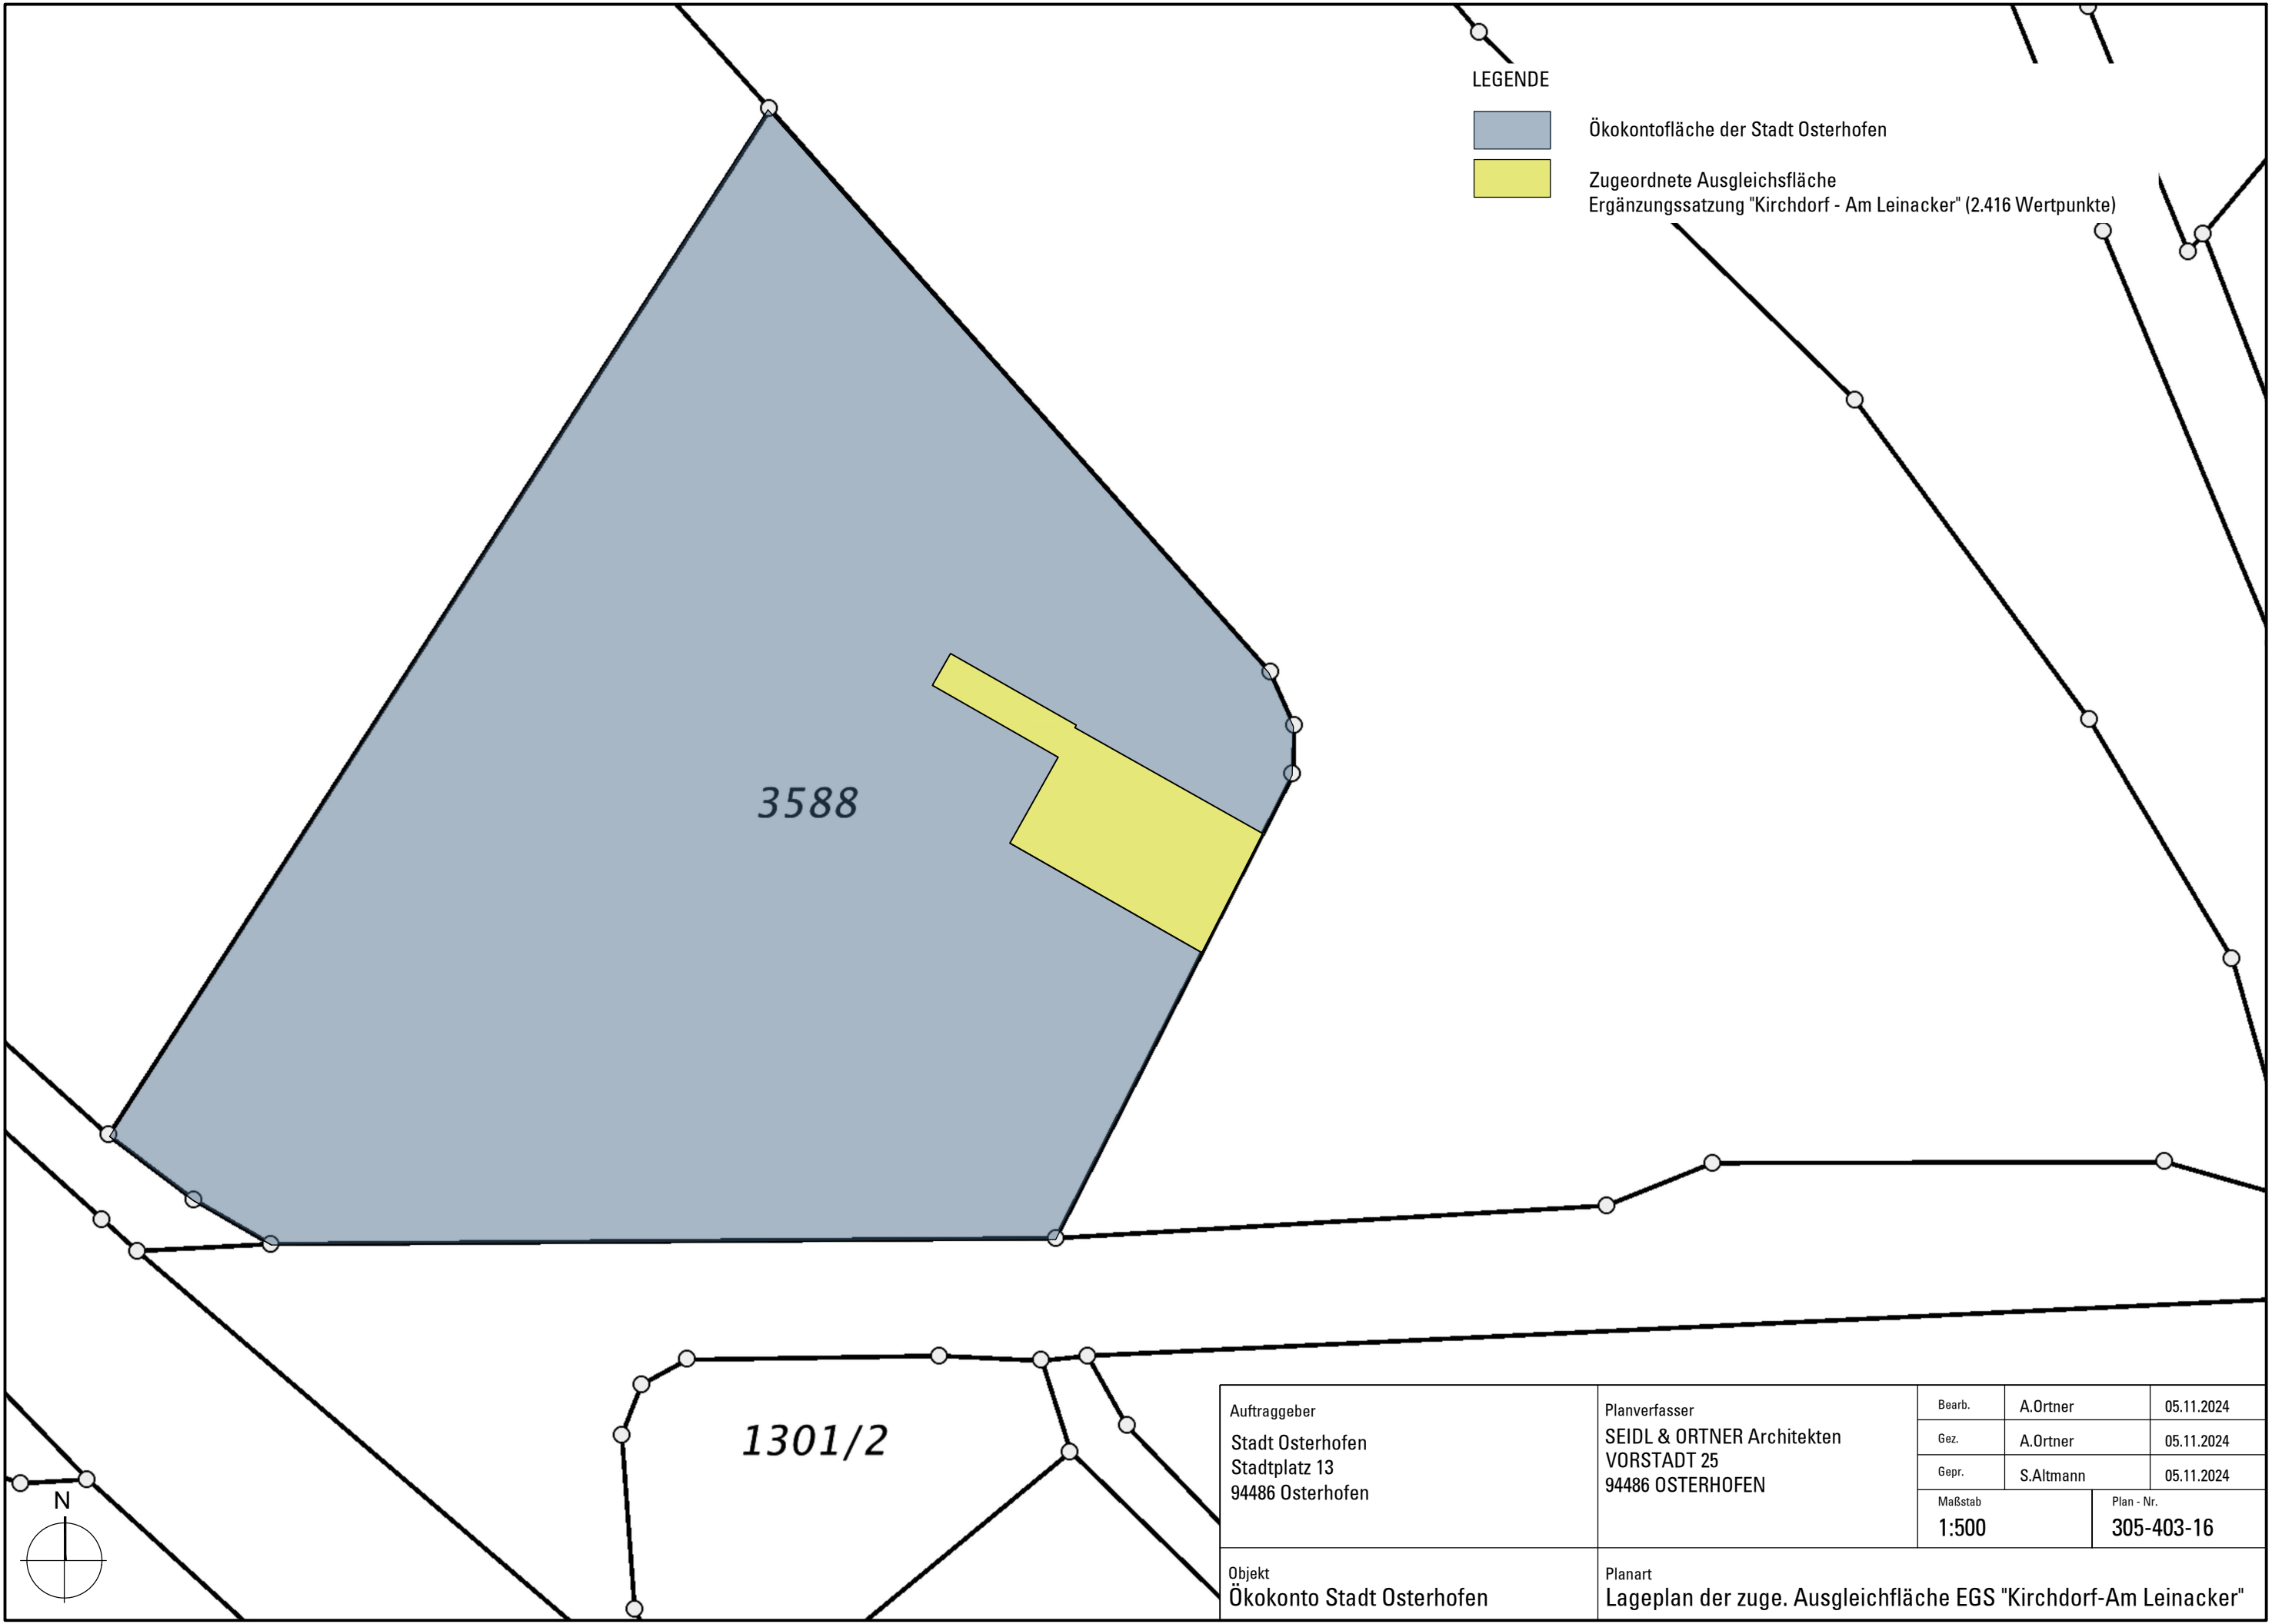 LEGENDE
Ökokontofläche der Stadt Osterhofen
Zugeordnete Ausgleichsfläche
Ergänzungssatzung "Kirchdorf - Am Leinacker" (2.416 Wertpunkte)
3588
1301/2
N
Auftraggeber
Stadt Osterhofen
Stadtplatz 13
94486 Osterhofen
Planverfasser
SEIDL & ORTNER Architekten
VORSTADT 25
94486 OSTERHOFEN
Bearb. A.Ortner 05.11.2024
Gez. A.Ortner 05.11.2024
Gepr. S.Altmann 05.11.2024
Maßstab
1:500
Plan - Nr.
305-403-16
Objekt
Ökokonto Stadt Osterhofen
Planart
Lageplan der zuge. Ausgleichfläche EGS "Kirchdorf-Am Leinacker"